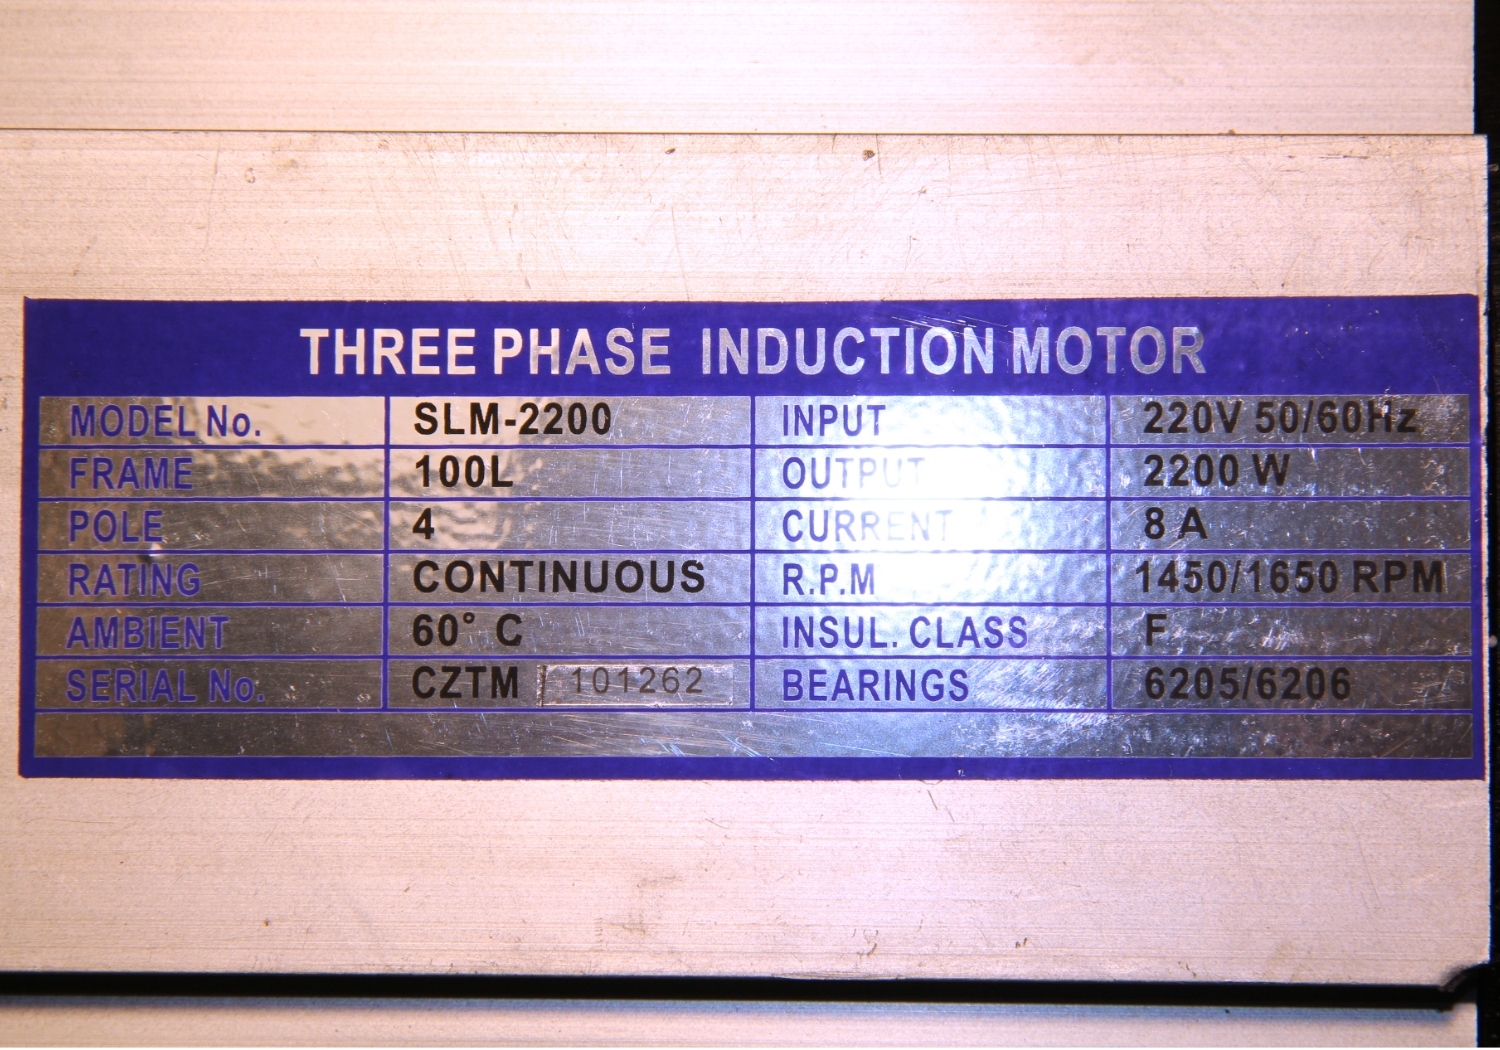 THREE PHASE INDUCTION MOTOR
MODEL No. SLM-2200 INPUT 220V 50/60Hz
FRAME 100L OUTPUT 2200 W
POLE 4 CURRENT 8 A
RATING CONTINUOUS R.P.M 1450/1650 RPM
AMBIENT 60° C INSUL. CLASS F
SERIAL No. CZTM 101262 BEARINGS 6205/6206